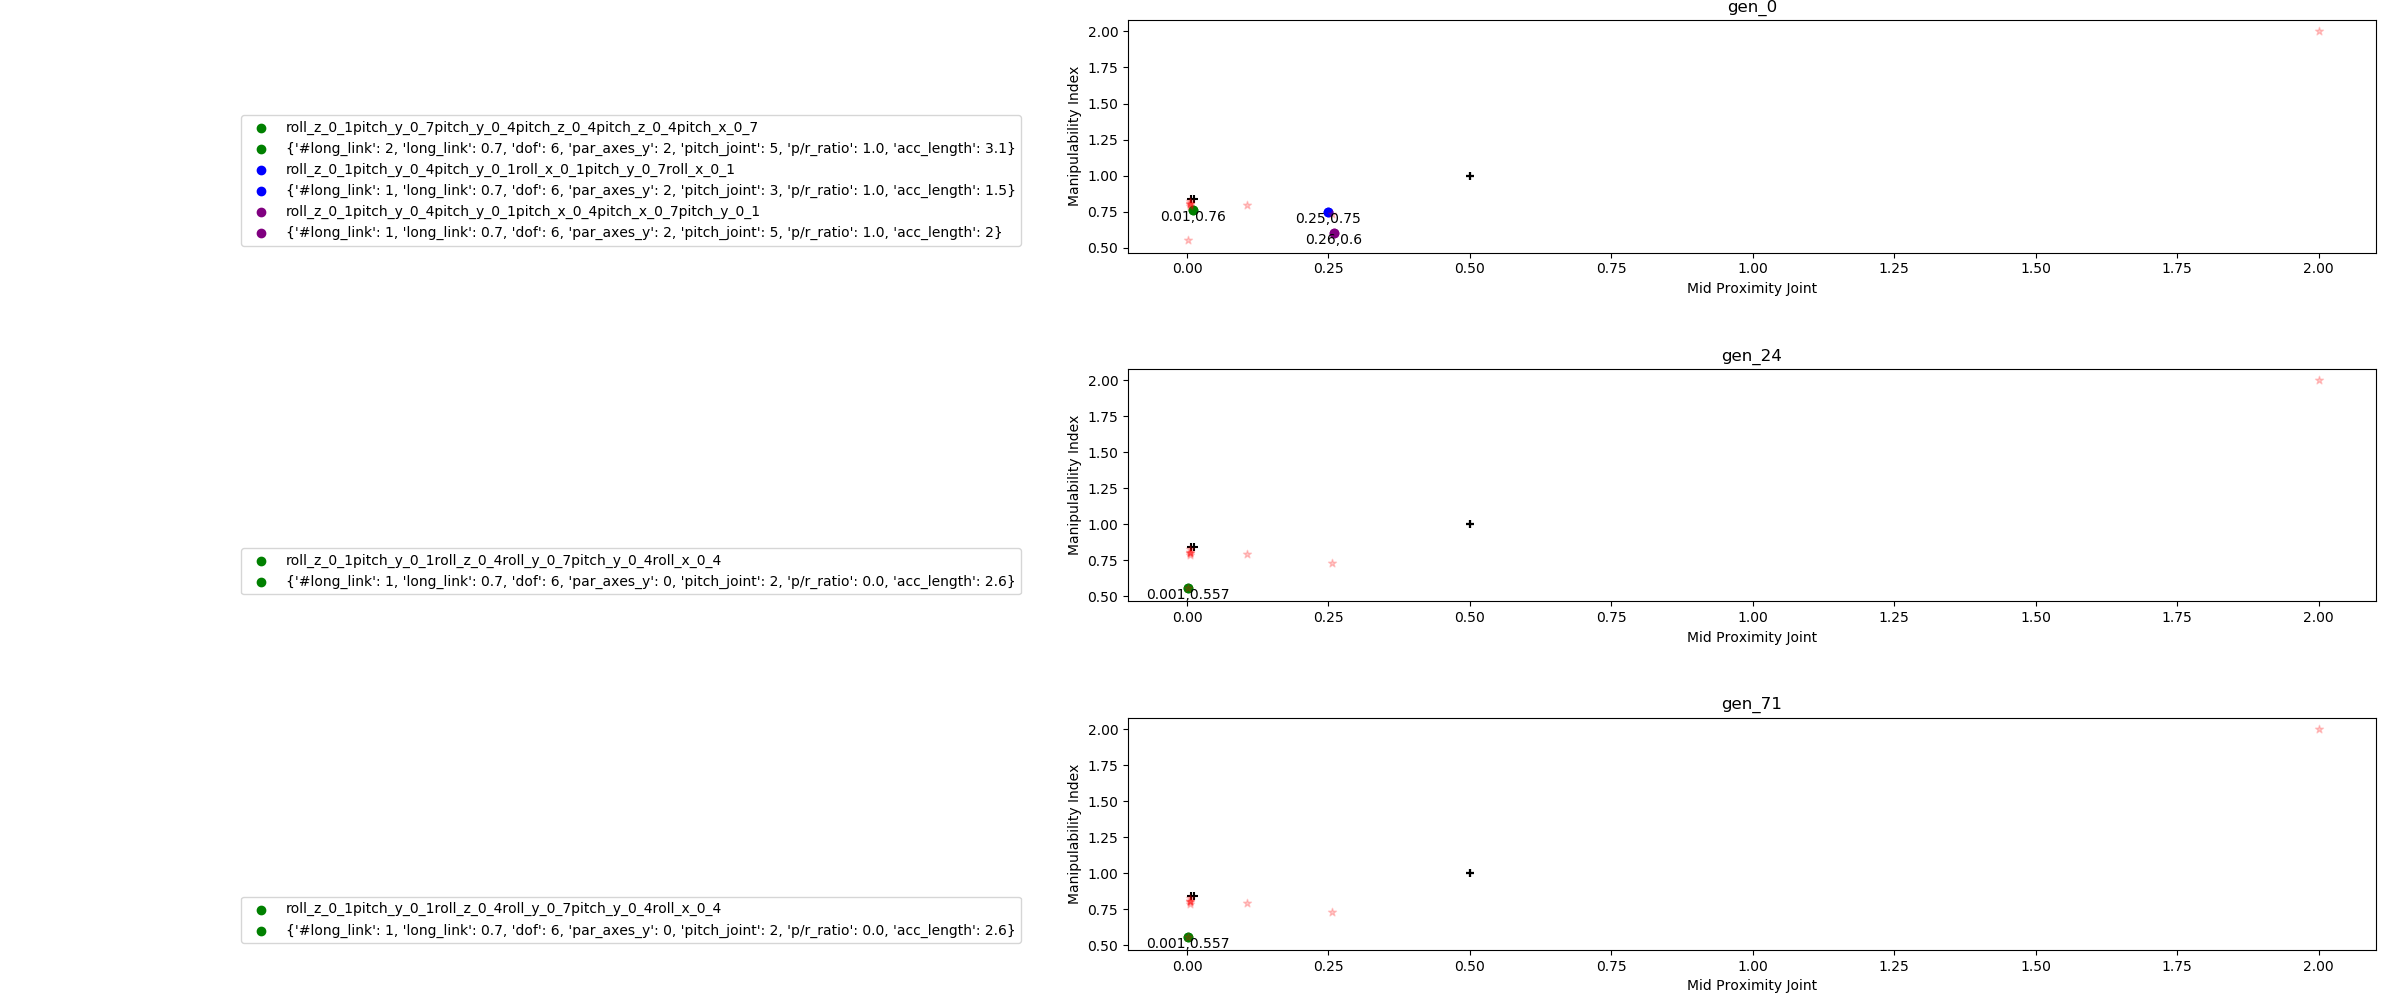 gen_0
roll_z_0_1pitch_y_0_7pitch_y_0_4pitch_z_0_4pitch_z_0_4pitch_x_0_7
{'#long_link': 2, 'long_link': 0.7, 'dof': 6, 'par_axes_y': 2, 'pitch_joint': 5, 'p/r_ratio': 1.0, 'acc_length': 3.1}
roll_z_0_1pitch_y_0_4pitch_y_0_1roll_x_0_1pitch_y_0_7roll_x_0_1
{'#long_link': 1, 'long_link': 0.7, 'dof': 6, 'par_axes_y': 2, 'pitch_joint': 3, 'p/r_ratio': 1.0, 'acc_length': 1.5}
roll_z_0_1pitch_y_0_4pitch_y_0_1pitch_x_0_4pitch_x_0_7pitch_y_0_1
{'#long_link': 1, 'long_link': 0.7, 'dof': 6, 'par_axes_y': 2, 'pitch_joint': 5, 'p/r_ratio': 1.0, 'acc_length': 2}
Manipulability Index
2.00
1.75
1.50
1.25
1.00
0.75
0.50
0.01,0.76
0.25,0.75
0.26,0.6
0.00 0.25 0.50 0.75 1.00 1.25 1.50 1.75 2.00
Mid Proximity Joint
gen_24
roll_z_0_1pitch_y_0_1roll_z_0_4roll_y_0_7pitch_y_0_4roll_x_0_4
{'#long_link': 1, 'long_link': 0.7, 'dof': 6, 'par_axes_y': 0, 'pitch_joint': 2, 'p/r_ratio': 0.0, 'acc_length': 2.6}
Manipulability Index
2.00
1.75
1.50
1.25
1.00
0.75
0.50
0.001,0.557
0.00 0.25 0.50 0.75 1.00 1.25 1.50 1.75 2.00
Mid Proximity Joint
gen_71
roll_z_0_1pitch_y_0_1roll_z_0_4roll_y_0_7pitch_y_0_4roll_x_0_4
{'#long_link': 1, 'long_link': 0.7, 'dof': 6, 'par_axes_y': 0, 'pitch_joint': 2, 'p/r_ratio': 0.0, 'acc_length': 2.6}
Manipulability Index
2.00
1.75
1.50
1.25
1.00
0.75
0.50
0.001,0.557
0.00 0.25 0.50 0.75 1.00 1.25 1.50 1.75 2.00
Mid Proximity Joint